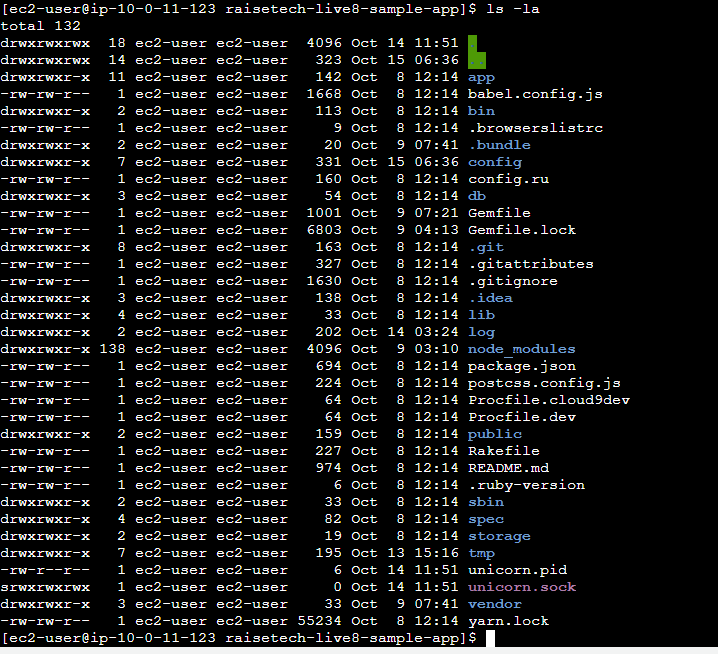 [ec2-user@ip-10-0-11-123 raisetech-live8-sample-app]$ ls -la
total 132
drwxrwxrwx  18 ec2-user ec2-user  4096 Oct 14 11:51 .
drwxrwxrwx  14 ec2-user ec2-user   323 Oct 15 06:36 ..
drwxrwxr-x  11 ec2-user ec2-user   142 Oct  8 12:14 app
-rw-rw-r--   1 ec2-user ec2-user  1668 Oct  8 12:14 babel.config.js
drwxrwxr-x   2 ec2-user ec2-user   113 Oct  8 12:14 bin
-rw-rw-r--   1 ec2-user ec2-user     9 Oct  8 12:14 .browserslistrc
drwxrwxr-x   2 ec2-user ec2-user    20 Oct  9 07:41 .bundle
drwxrwxr-x   7 ec2-user ec2-user   331 Oct 15 06:36 config
-rw-rw-r--   1 ec2-user ec2-user   160 Oct  8 12:14 config.ru
drwxrwxr-x   3 ec2-user ec2-user    54 Oct  8 12:14 db
-rw-rw-r--   1 ec2-user ec2-user  1001 Oct  9 07:21 Gemfile
-rw-rw-r--   1 ec2-user ec2-user  6803 Oct  9 04:13 Gemfile.lock
drwxrwxr-x   8 ec2-user ec2-user   163 Oct  8 12:14 .git
-rw-rw-r--   1 ec2-user ec2-user   327 Oct  8 12:14 .gitattributes
-rw-rw-r--   1 ec2-user ec2-user  1630 Oct  8 12:14 .gitignore
drwxrwxr-x   3 ec2-user ec2-user   138 Oct  8 12:14 .idea
drwxrwxr-x   4 ec2-user ec2-user    33 Oct  8 12:14 lib
drwxrwxr-x   2 ec2-user ec2-user   202 Oct 14 03:24 log
drwxrwxr-x 138 ec2-user ec2-user  4096 Oct  9 03:10 node_modules
-rw-rw-r--   1 ec2-user ec2-user   694 Oct  8 12:14 package.json
-rw-rw-r--   1 ec2-user ec2-user   224 Oct  8 12:14 postcss.config.js
-rw-rw-r--   1 ec2-user ec2-user    64 Oct  8 12:14 Procfile.cloud9dev
-rw-rw-r--   1 ec2-user ec2-user    64 Oct  8 12:14 Procfile.dev
drwxrwxr-x   2 ec2-user ec2-user   159 Oct  8 12:14 public
-rw-rw-r--   1 ec2-user ec2-user   227 Oct  8 12:14 Rakefile
-rw-rw-r--   1 ec2-user ec2-user   974 Oct  8 12:14 README.md
-rw-rw-r--   1 ec2-user ec2-user     6 Oct  8 12:14 .ruby-version
drwxrwxr-x   2 ec2-user ec2-user    33 Oct  8 12:14 sbin
drwxrwxr-x   4 ec2-user ec2-user    82 Oct  8 12:14 spec
drwxrwxr-x   2 ec2-user ec2-user    19 Oct  8 12:14 storage
drwxrwxr-x   7 ec2-user ec2-user   195 Oct 13 15:16 tmp
-rw-r--r--   1 ec2-user ec2-user     6 Oct 14 11:51 unicorn.pid
srwxrwxrwx   1 ec2-user ec2-user     0 Oct 14 11:51 unicorn.sock
drwxrwxr-x   3 ec2-user ec2-user    33 Oct  9 07:41 vendor
-rw-rw-r--   1 ec2-user ec2-user 55234 Oct  8 12:14 yarn.lock
[ec2-user@ip-10-0-11-123 raisetech-live8-sample-app]$